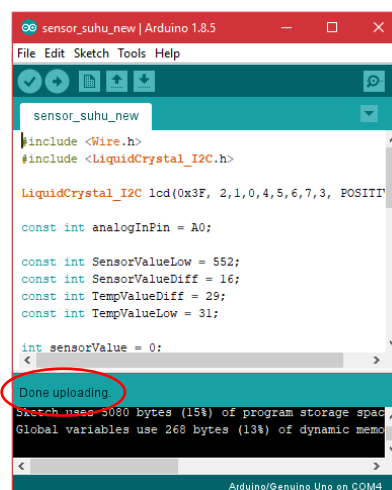 sensor_suhu_new | Arduino 1.8.5
File Edit Sketch Tools Help
sensor_suhu_new
#include <Wire.h>
#include <LiquidCrystal_I2C.h>
LiquidCrystal_I2C lcd(0x3F, 2,1,0,4,5,6,7,3, POSITIV
const int analogInPin = A0;
const int SensorValueLow = 552;
const int SensorValueDiff = 16;
const int TempValueDiff = 29;
const int TempValueLow = 31;
int sensorValue = 0;
Done uploading.
Sketch uses 5080 bytes (15%) of program storage spac
Global variables use 268 bytes (13%) of dynamic memo
Arduino/Genuino Uno on COM4